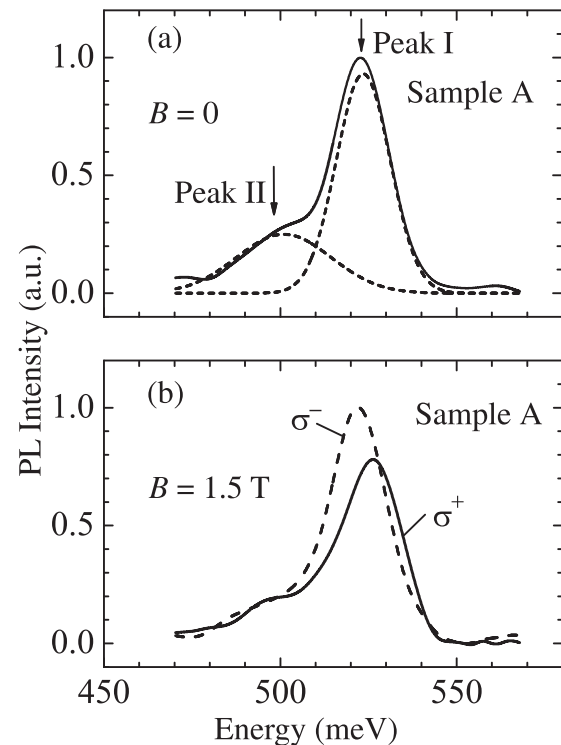 (a)
Peak I
Sample A
B = 0
Peak II
1.0
0.5
0.0
(b)
σ⁻
Sample A
B = 1.5 T
σ⁺
1.0
0.5
0.0
PL Intensity (a.u.)
450 500 550
Energy (meV)